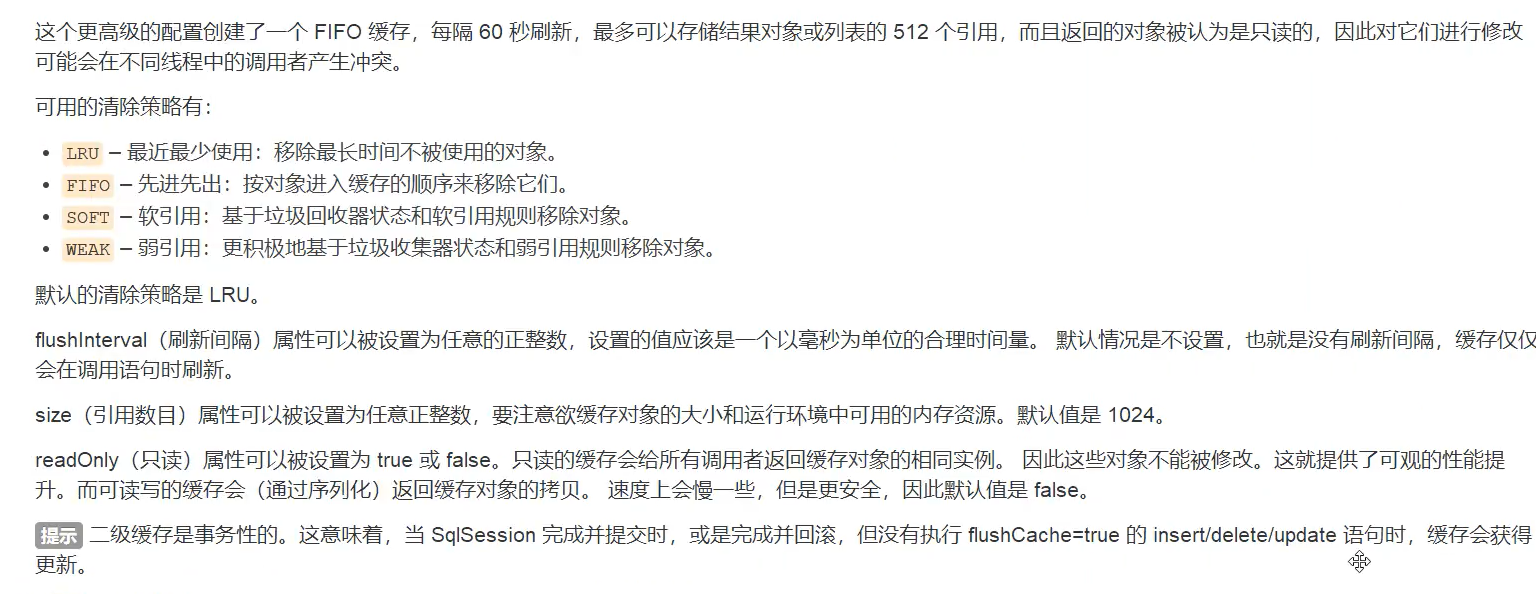 这个更高级的配置创建了一个 FIFO 缓存，每隔 60 秒刷新，最多可以存储结果对象或列表的 512 个引用，而且返回的对象被认为是只读的，因此对它们进行修改
可能会在不同线程中的调用者产生冲突。
可用的清除策略有：
• LRU – 最近最少使用：移除最长时间不被使用的对象。
• FIFO – 先进先出：按对象进入缓存的顺序来移除它们。
• SOFT – 软引用：基于垃圾回收器状态和软引用规则移除对象。
• WEAK – 弱引用：更积极地基于垃圾收集器状态和弱引用规则移除对象。
默认的清除策略是 LRU。
flushInterval（刷新间隔）属性可以被设置为任意的正整数，设置的值应该是一个以毫秒为单位的合理时间量。 默认情况是不设置，也就是没有刷新间隔，缓存仅仅
会在调用语句时刷新。
size（引用数目）属性可以被设置为任意正整数，要注意欲缓存对象的大小和运行环境中可用的内存资源。默认值是 1024。
readOnly（只读）属性可以被设置为 true 或 false。只读的缓存会给所有调用者返回缓存对象的相同实例。 因此这些对象不能被修改。这就提供了可观的性能提
升。而可读写的缓存会（通过序列化）返回缓存对象的拷贝。 速度上会慢一些，但是更安全，因此默认值是 false。
提示 二级缓存是事务性的。这意味着，当 SqlSession 完成并提交时，或是完成并回滚，但没有执行 flushCache=true 的 insert/delete/update 语句时，缓存会获得
更新。